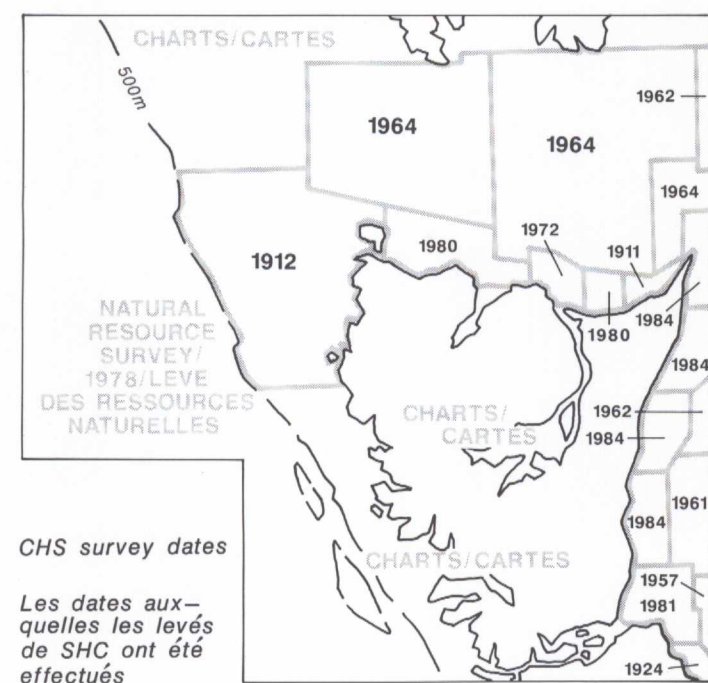 CHARTS/CARTES
500m
1962
1964
1964
1964
1972
1980
1911
1912
1980
1984
NATURAL
RESOURCE
SURVEY/
1978/LEVÉ
DES RESSOURCES
NATURELLES
1984
CHARTS/
CARTES
1962
1984
1961
1984
CHS survey dates
CHARTS/CARTES
1957
1981
Les dates aux–
quelles les levés
de SHC ont été
effectués
1924